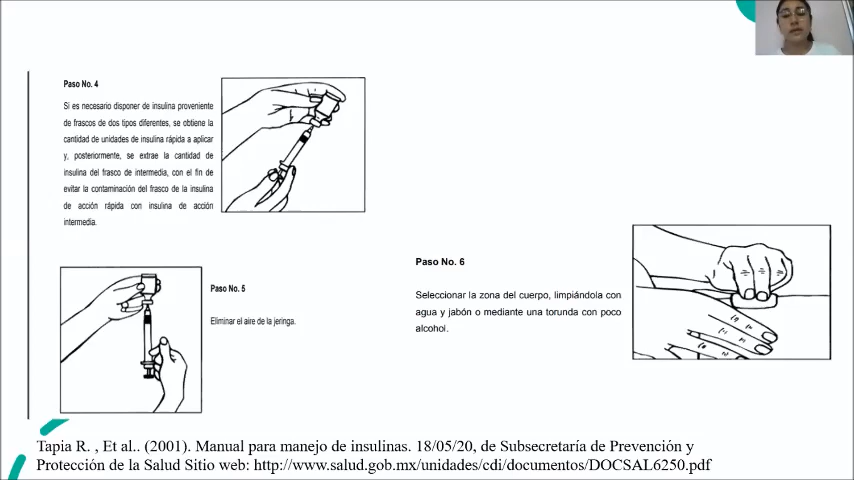 Paso No. 4
Si es necesario disponer de insulina proveniente
de frascos de dos tipos diferentes, se obtiene la
cantidad de unidades de insulina rápida a aplicar
y, posteriormente, se extrae la cantidad de
insulina del frasco de intermedia, con el fin de
evitar la contaminación del frasco de la insulina
de acción rápida con insulina de acción
intermedia.
Paso No. 5
Eliminar el aire de la jeringa.
Paso No. 6
Seleccionar la zona del cuerpo, limpiándola con
agua y jabón o mediante una torunda con poco
alcohol.
Tapia R. , Et al.. (2001). Manual para manejo de insulinas. 18/05/20, de Subsecretaría de Prevención y
Protección de la Salud Sitio web: http://www.salud.gob.mx/unidades/cdi/documentos/DOCSAL6250.pdf